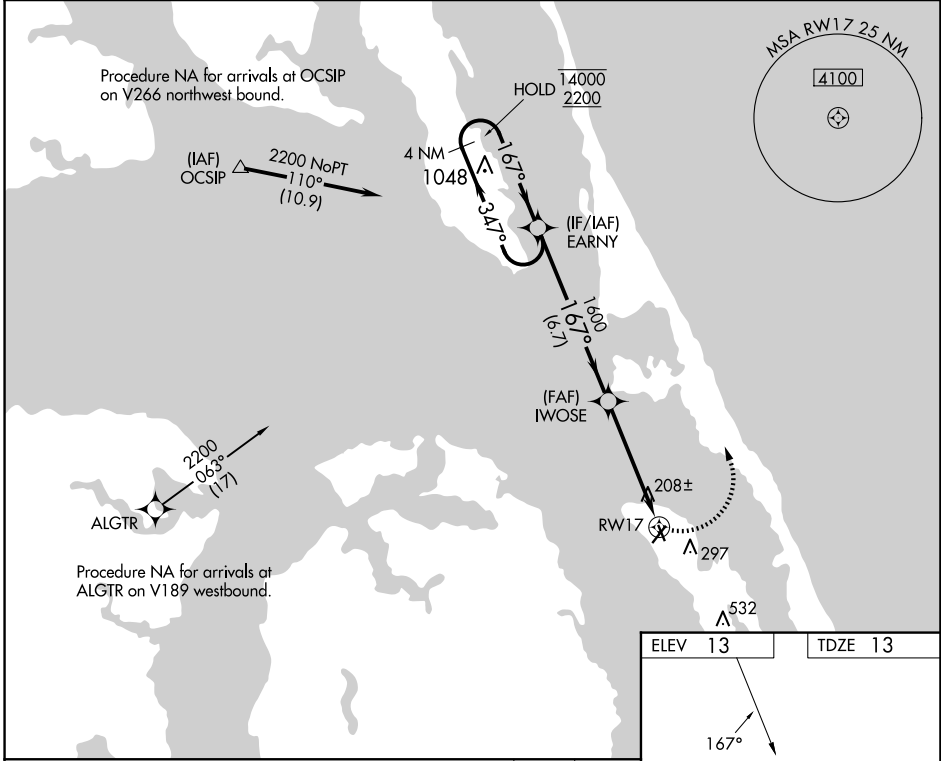 Procedure NA for arrivals at OCSIP
on V266 northwest bound.
(IAF)
OCSIP
2200 NoPT
110°
(10.9)
HOLD
14000
2200
4 NM
1048
167°
347°
(IF/IAF)
EARNY
MSA RW17 25 NM
4100
1600
167°
(6.7)
(FAF)
IWOSE
2200
063°
(17)
ALGTR
Procedure NA for arrivals at
ALGTR on V189 westbound.
208±
RW17
297
532
ELEV 13
TDZE 13
167°